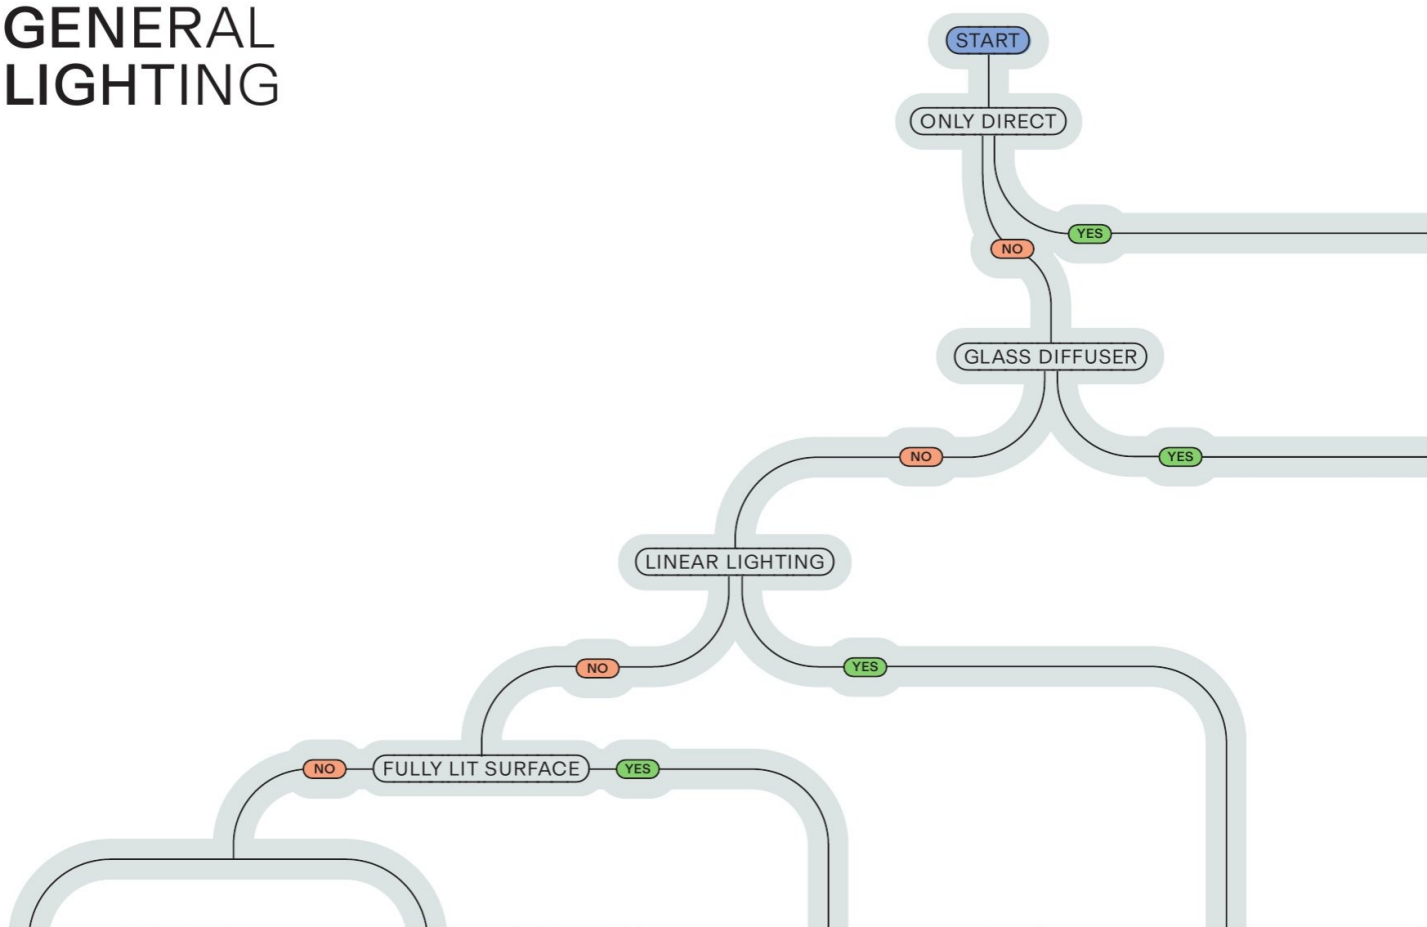 GENERAL
LIGHTING
START
ONLY DIRECT
YES
NO
GLASS DIFFUSER
NO
YES
LINEAR LIGHTING
NO
YES
NO
FULLY LIT SURFACE
YES